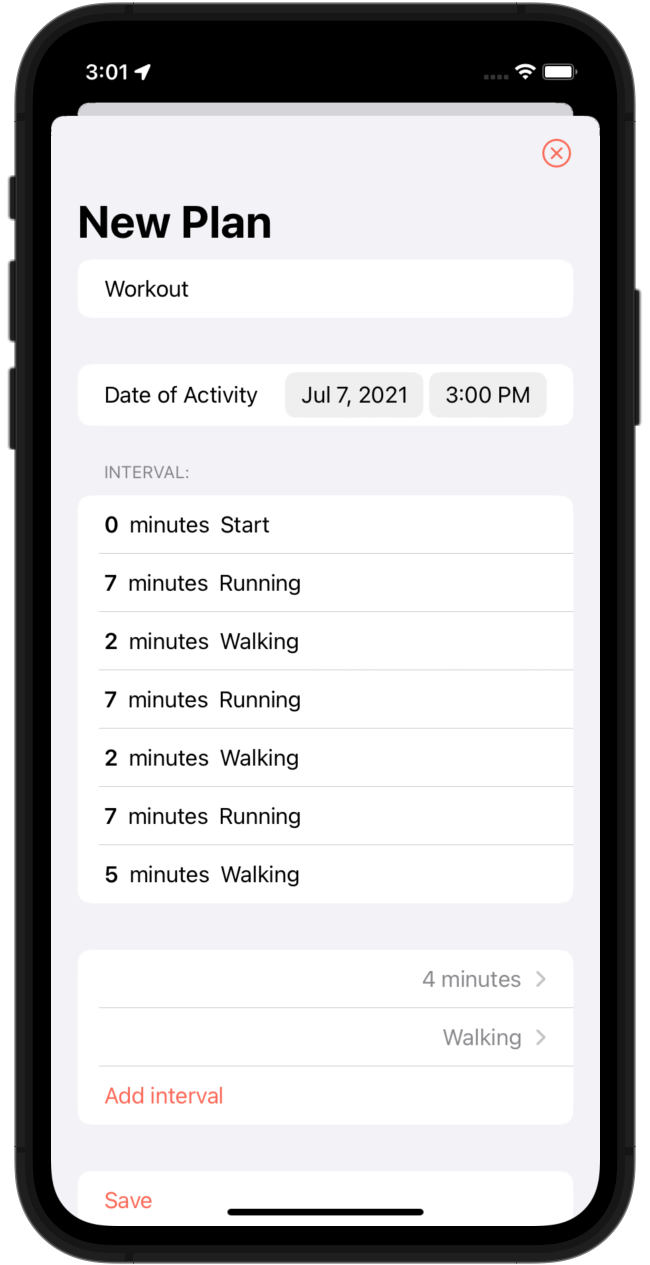 3:01
New Plan
Workout
Date of Activity Jul 7, 2021 3:00 PM
INTERVAL:
0 minutes Start
7 minutes Running
2 minutes Walking
7 minutes Running
2 minutes Walking
7 minutes Running
5 minutes Walking
4 minutes
Walking
Add interval
Save